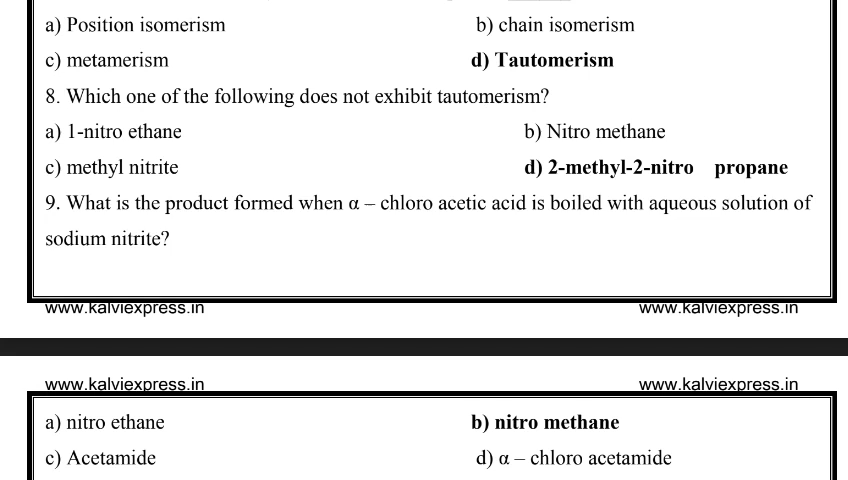 a) Position isomerism b) chain isomerism
c) metamerism d) Tautomerism
8. Which one of the following does not exhibit tautomerism?
a) 1-nitro ethane b) Nitro methane
c) methyl nitrite d) 2-methyl-2-nitro propane
9. What is the product formed when α – chloro acetic acid is boiled with aqueous solution of
sodium nitrite?
www.kalviexpress.in www.kalviexpress.in
www.kalviexpress.in www.kalviexpress.in
a) nitro ethane b) nitro methane
c) Acetamide d) α – chloro acetamide